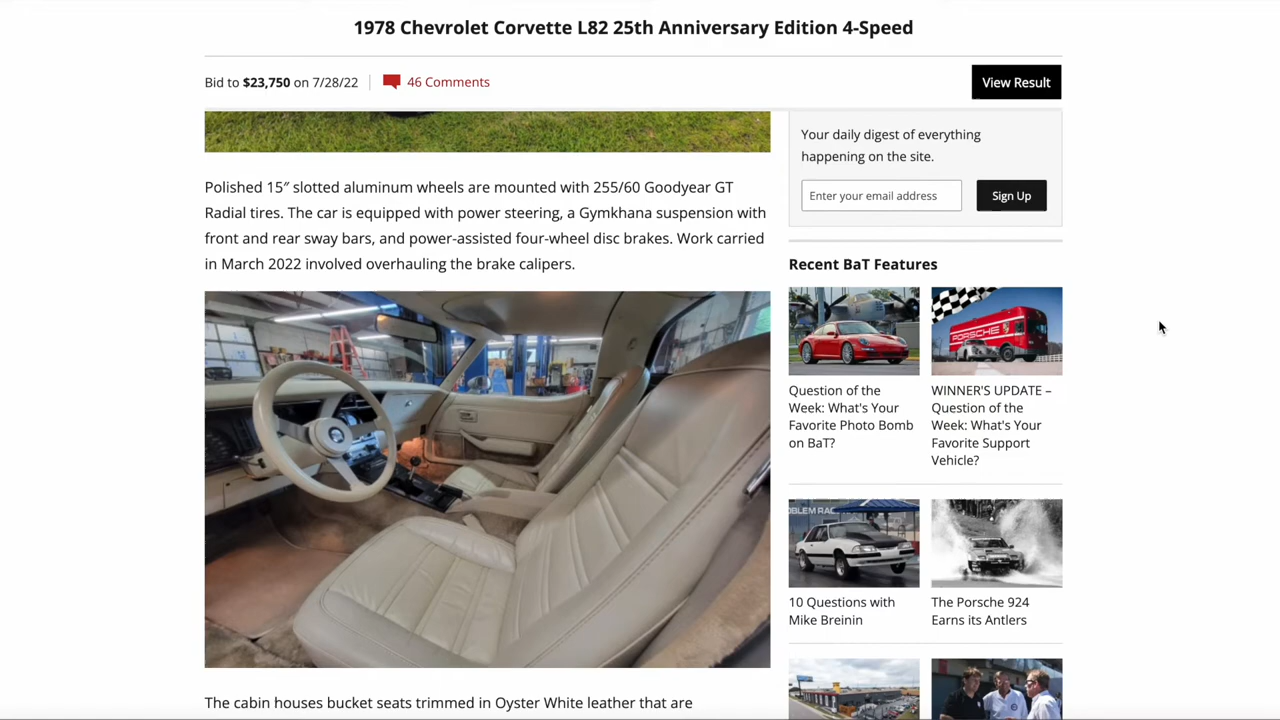 1978 Chevrolet Corvette L82 25th Anniversary Edition 4-Speed
Bid to $23,750 on 7/28/22
46 Comments
View Result
Polished 15″ slotted aluminum wheels are mounted with 255/60 Goodyear GT
Radial tires. The car is equipped with power steering, a Gymkhana suspension with
front and rear sway bars, and power-assisted four-wheel disc brakes. Work carried
in March 2022 involved overhauling the brake calipers.
The cabin houses bucket seats trimmed in Oyster White leather that are
Your daily digest of everything
happening on the site.
Enter your email address
Sign Up
Recent BaT Features
PORSCHE
Question of the
Week: What's Your
Favorite Photo Bomb
on BaT?
WINNER'S UPDATE –
Question of the
Week: What's Your
Favorite Support
Vehicle?
OBLEM RAC
10 Questions with
Mike Breinin
The Porsche 924
Earns its Antlers